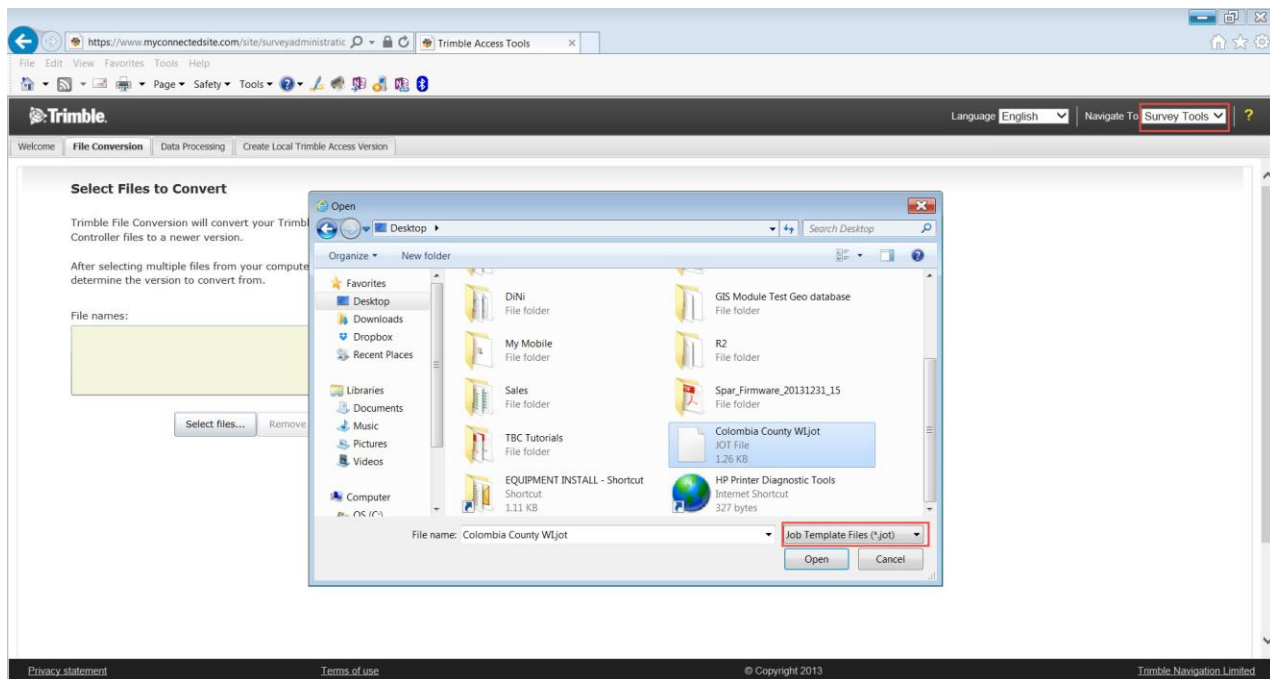 https://www.myconnectedsite.com/site/surveyadministratic
Trimble Access Tools
File Edit View Favorites Tools Help
Page Safety Tools
Trimble.
Language English
Navigate To Survey Tools
?
Welcome
File Conversion
Data Processing
Create Local Trimble Access Version
Select Files to Convert
Trimble File Conversion will convert your Trimbl
Controller files to a newer version.
After selecting multiple files from your compute
determine the version to convert from.
File names:
Select files...
Remove
Open
Desktop
Search Desktop
Organize
New folder
Favorites
Desktop
Downloads
Dropbox
Recent Places
Libraries
Documents
Music
Pictures
Videos
Computer
OS (C:)
DiNi
File folder
GIS Module Test Geo database
File folder
My Mobile
File folder
R2
File folder
Sales
File folder
Spar_Firmware_20131231_15
File folder
TBC Tutorials
File folder
Colombia County WI.jot
JOT File
1.26 KB
EQUIPMENT INSTALL - Shortcut
Shortcut
1.11 KB
HP Printer Diagnostic Tools
Internet Shortcut
327 bytes
File name: Colombia County WI.jot
Job Template Files (*.jot)
Open
Cancel
Privacy statement
Terms of use
© Copyright 2013
Trimble Navigation Limited